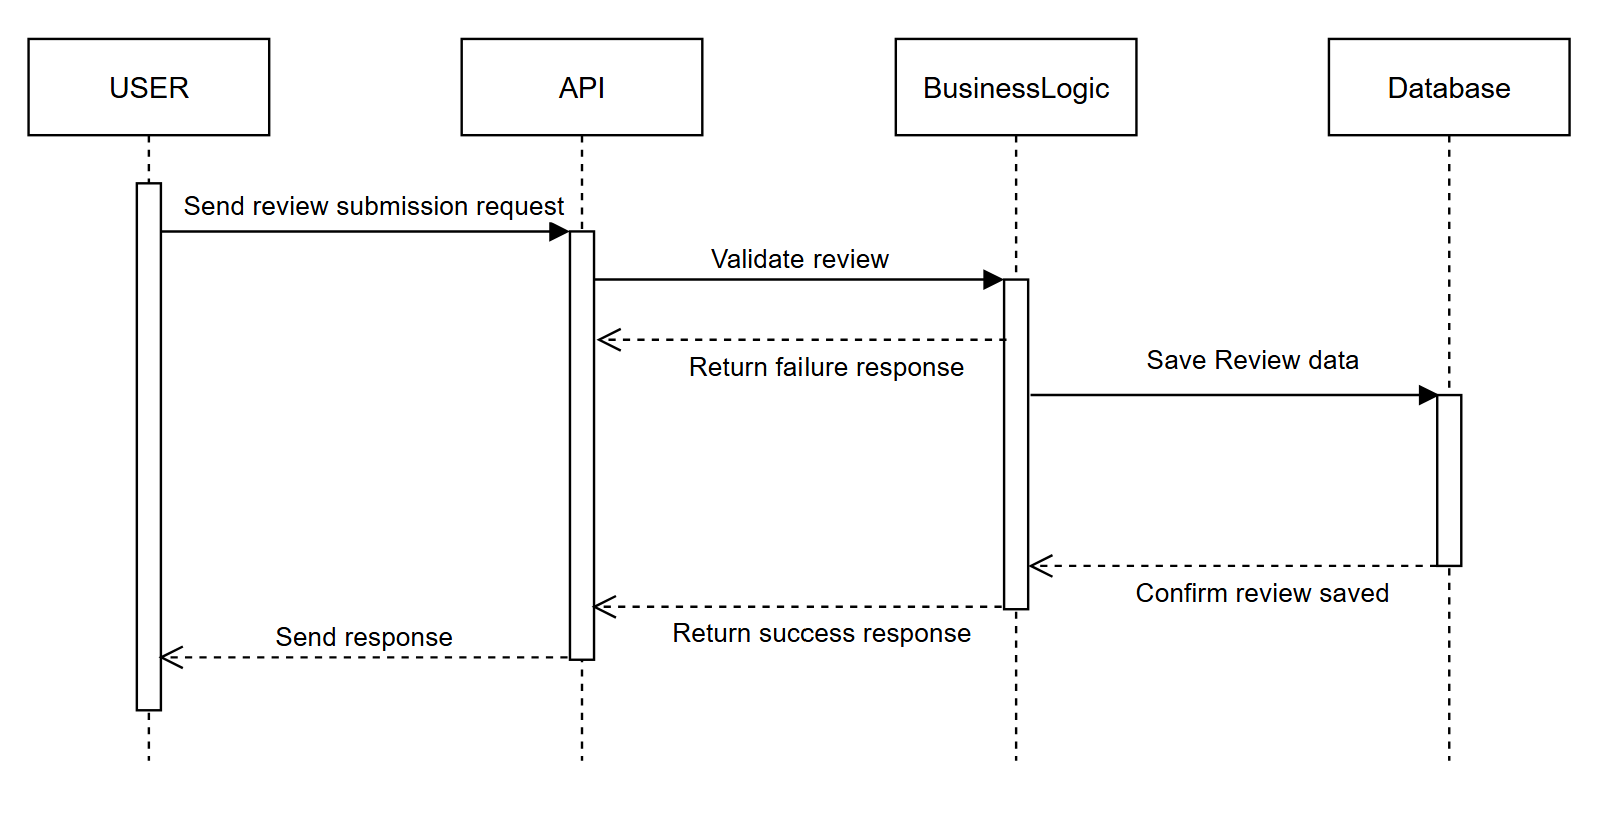 USER
API
BusinessLogic
Database
Send review submission request
Validate review
Return failure response
Save Review data
Confirm review saved
Return success response
Send response